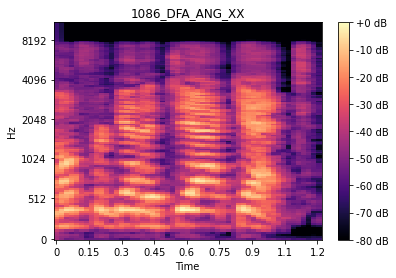 1086_DFA_ANG_XX
8192
4096
2048
1024
512
0
Hz
0 0.15 0.3 0.45 0.6 0.75 0.9 1.1 1.2
Time
+0 dB
-10 dB
-20 dB
-30 dB
-40 dB
-50 dB
-60 dB
-70 dB
-80 dB